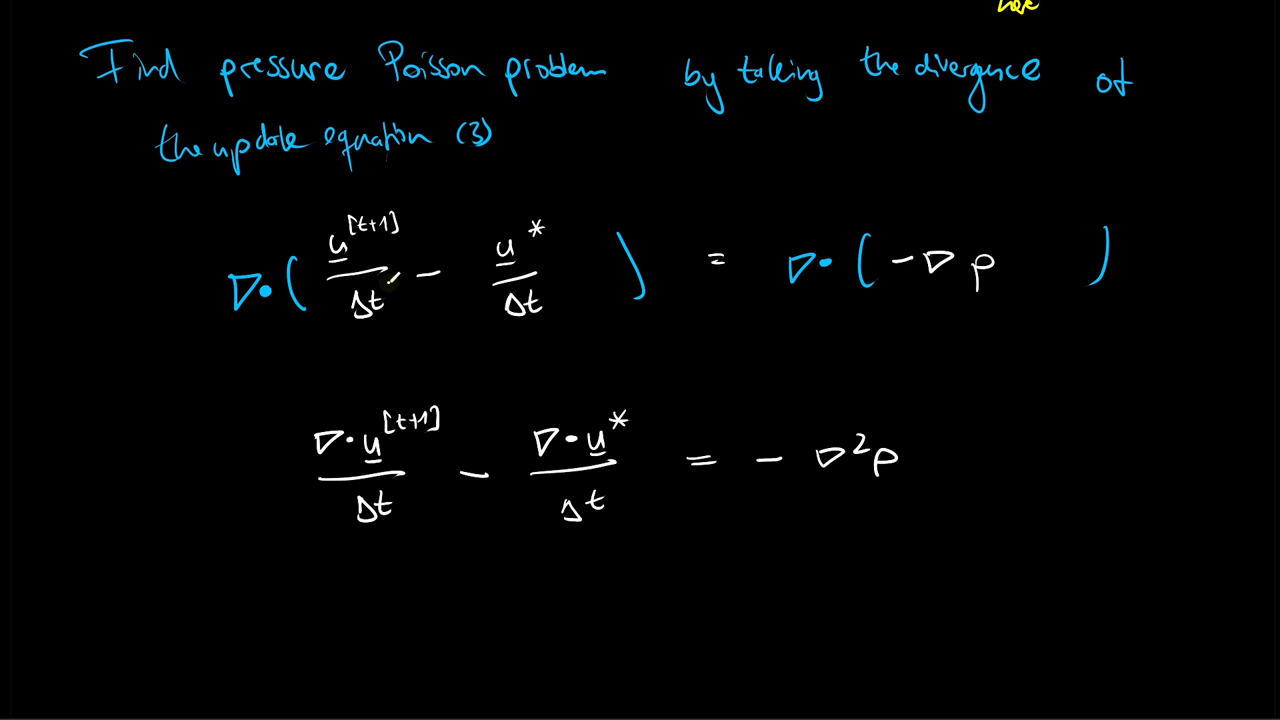 here
Find pressure Poisson problem by taking the divergence of
the update equation (3)
∇·( u^[t+1]/Δt − u^*/Δt ) = ∇·( −∇p )
∇·u^[t+1]/Δt − ∇·u^*/Δt = − ∇²p